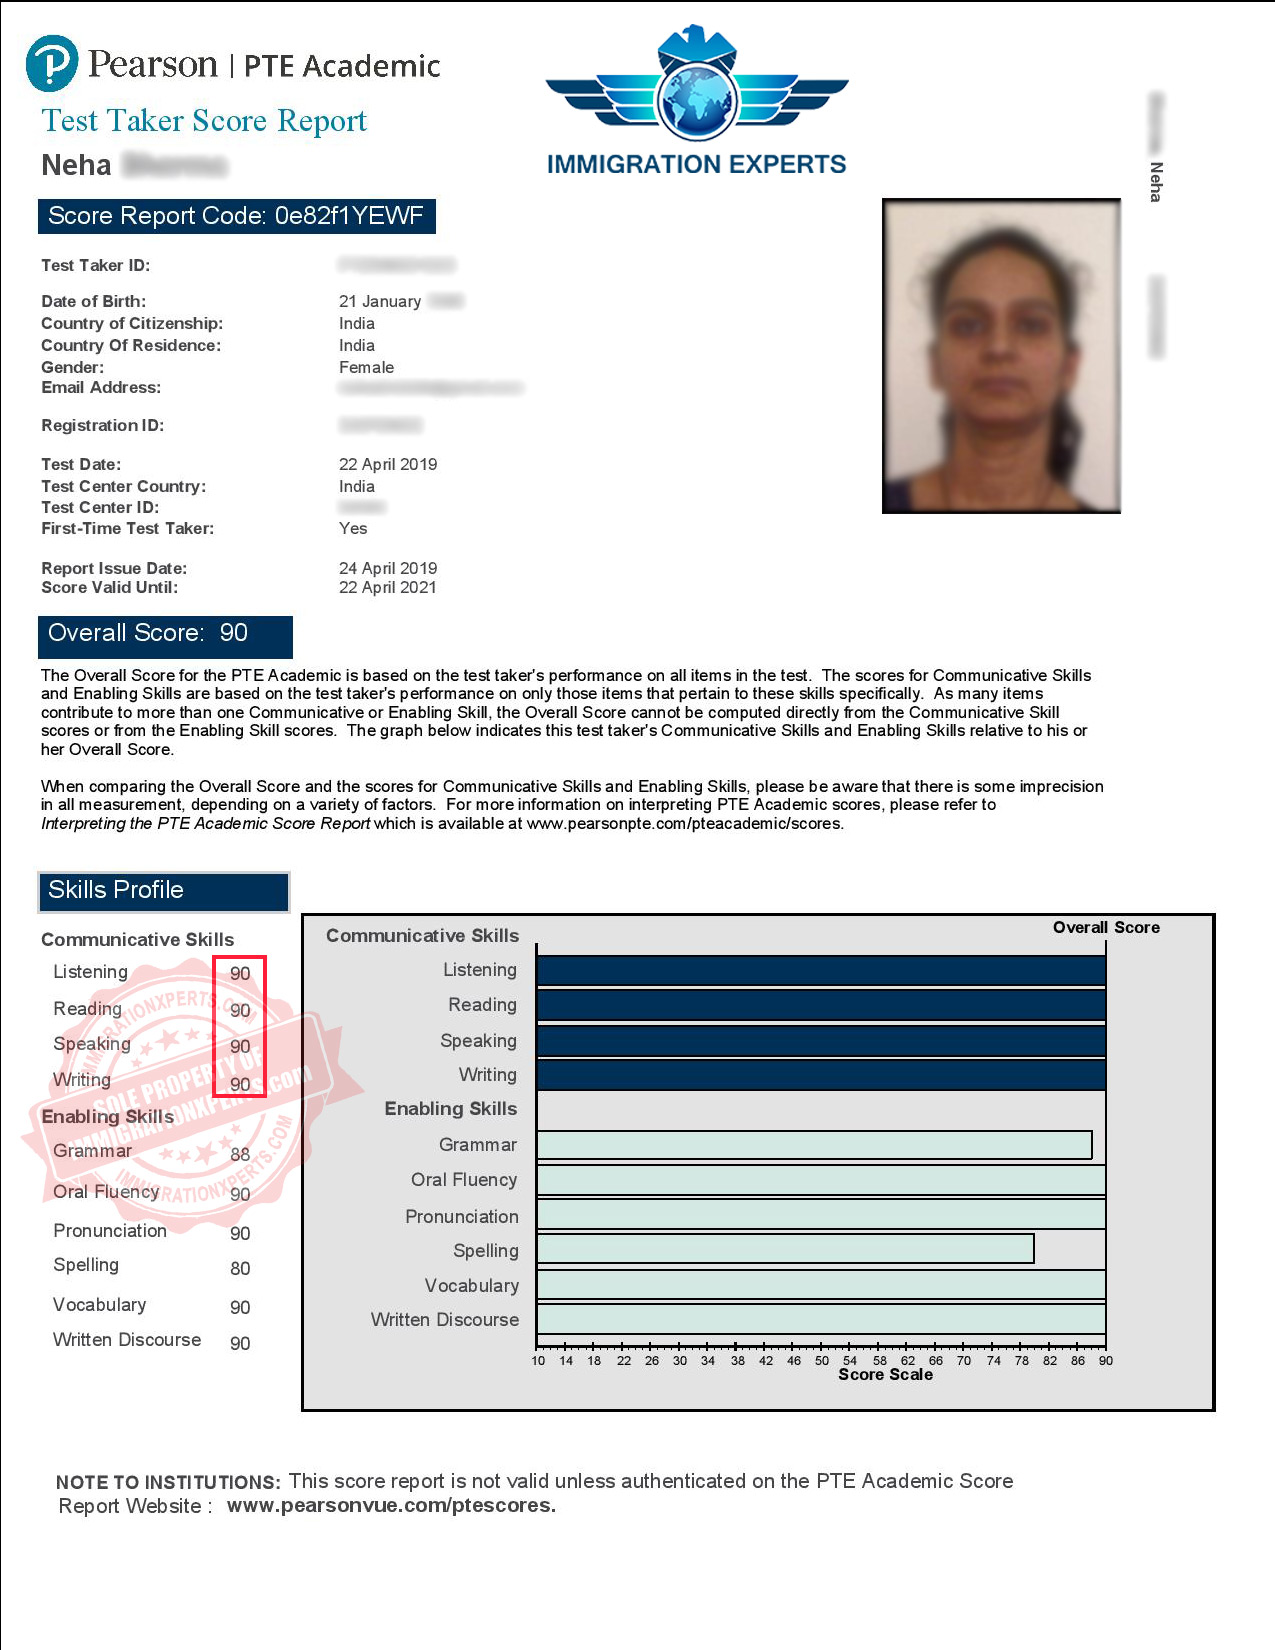 Pearson | PTE Academic
Test Taker Score Report
Neha
IMMIGRATION EXPERTS
Neha
Score Report Code: 0e82f1YEWF
Test Taker ID:
Date of Birth: 21 January
Country of Citizenship: India
Country Of Residence: India
Gender: Female
Email Address:
Registration ID:
Test Date: 22 April 2019
Test Center Country: India
Test Center ID:
First-Time Test Taker: Yes
Report Issue Date: 24 April 2019
Score Valid Until: 22 April 2021
Overall Score: 90
The Overall Score for the PTE Academic is based on the test taker's performance on all items in the test. The scores for Communicative Skills
and Enabling Skills are based on the test taker's performance on only those items that pertain to these skills specifically. As many items
contribute to more than one Communicative or Enabling Skill, the Overall Score cannot be computed directly from the Communicative Skill
scores or from the Enabling Skill scores. The graph below indicates this test taker's Communicative Skills and Enabling Skills relative to his or
her Overall Score.
When comparing the Overall Score and the scores for Communicative Skills and Enabling Skills, please be aware that there is some imprecision
in all measurement, depending on a variety of factors. For more information on interpreting PTE Academic scores, please refer to
Interpreting the PTE Academic Score Report which is available at www.pearsonpte.com/pteacademic/scores.
Skills Profile
Communicative Skills
Listening 90
Reading 90
Speaking 90
Writing 90
Enabling Skills
Grammar 88
Oral Fluency 90
Pronunciation 90
Spelling 80
Vocabulary 90
Written Discourse 90
IMMIGRATIONXPERTS.COM
SOLE PROPERTY OF
IMMIGRATIONXPERTS.com
IMMIGRATIONXPERTS.COM
Overall Score
Communicative Skills
Listening
Reading
Speaking
Writing
Enabling Skills
Grammar
Oral Fluency
Pronunciation
Spelling
Vocabulary
Written Discourse
10 14 18 22 26 30 34 38 42 46 50 54 58 62 66 70 74 78 82 86 90
Score Scale
NOTE TO INSTITUTIONS: This score report is not valid unless authenticated on the PTE Academic Score
Report Website : www.pearsonvue.com/ptescores.